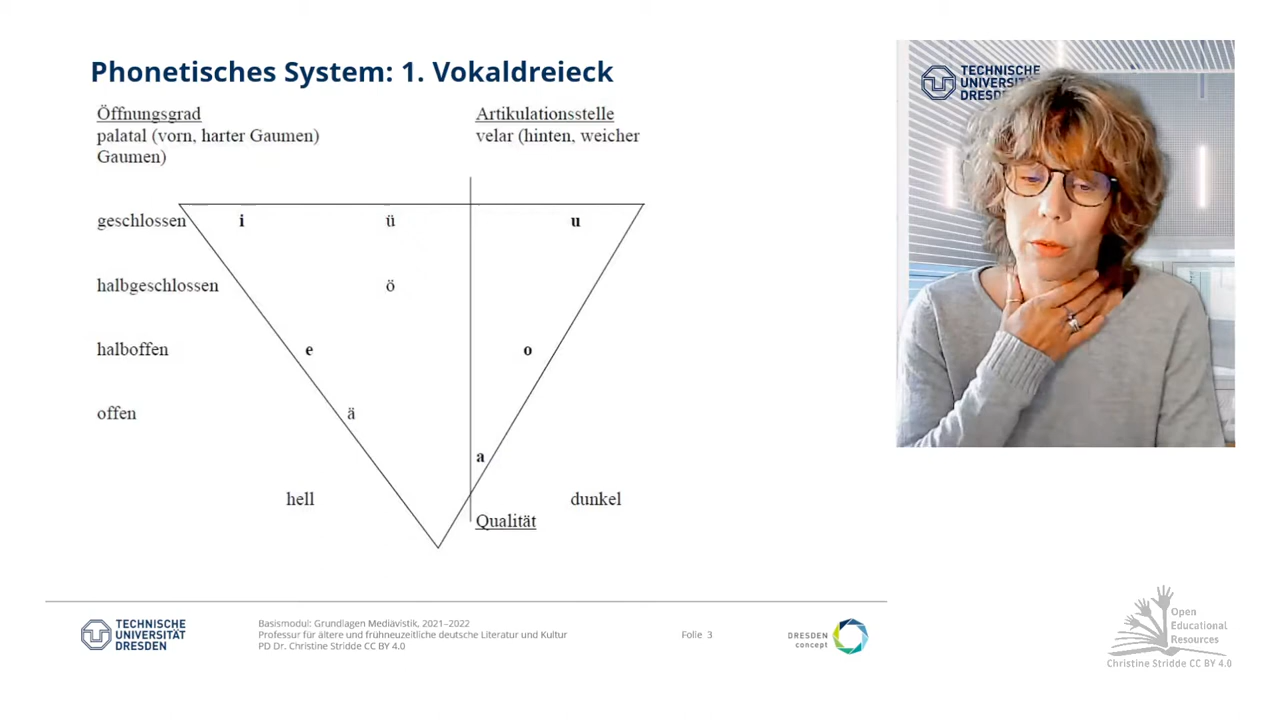 Phonetisches System: 1. Vokaldreieck
Öffnungsgrad Artikulationsstelle
palatal (vorn, harter Gaumen) velar (hinten, weicher
Gaumen)
geschlossen i ü u
halbgeschlossen ö
halboffen e o
offen ä
a
hell dunkel
Qualität
TECHNISCHE
UNIVERSITÄT
DRESDEN
Basismodul: Grundlagen Mediävistik, 2021–2022
Professur für ältere und frühneuzeitliche deutsche Literatur und Kultur
PD Dr. Christine Stridde CC BY 4.0
Folie 3
DRESDEN
concept
TECHNISCHE
DRESDEN
Open
Educational
Resources
Christine Stridde CC BY 4.0